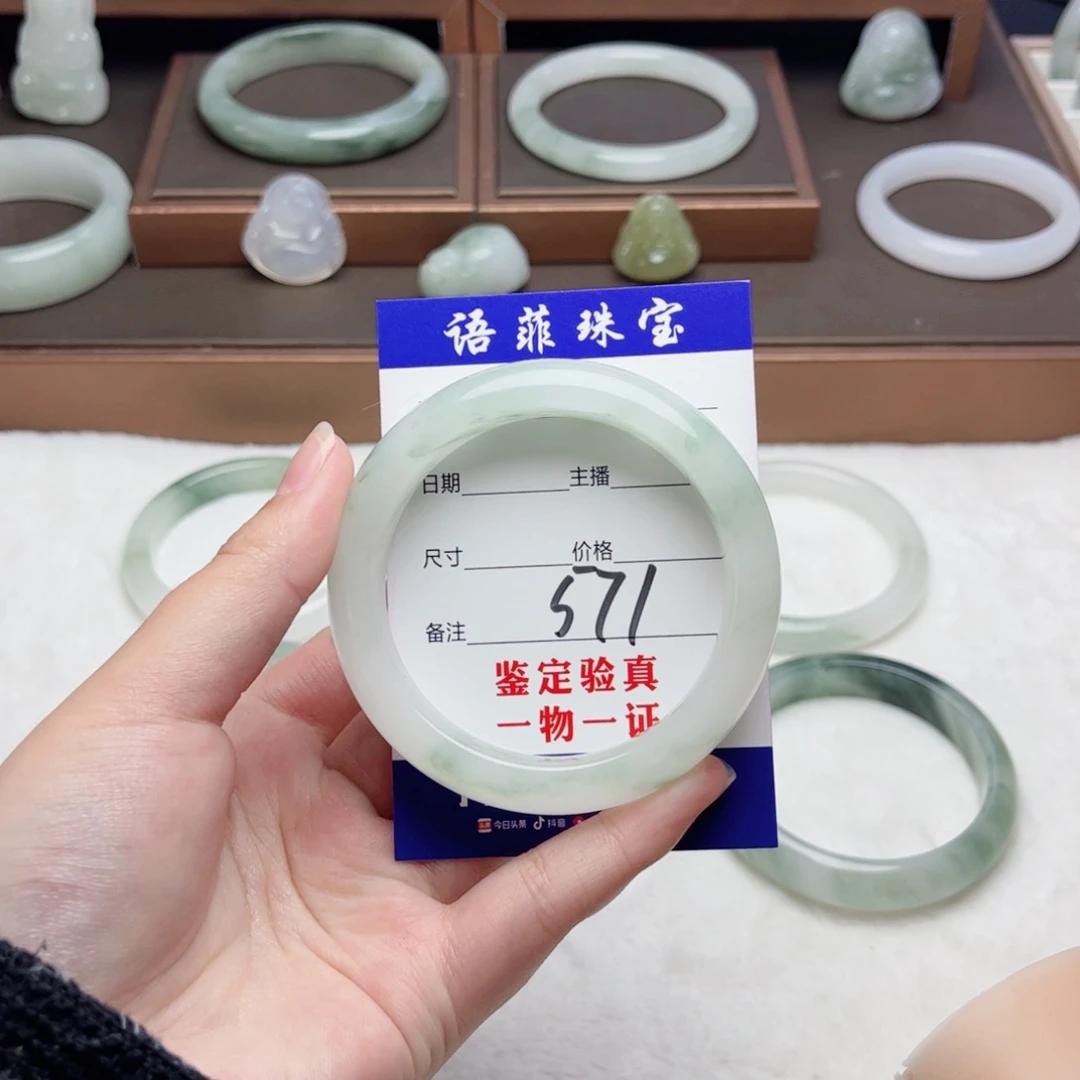 语菲珠宝
日期 主播
尺寸 价格
571
备注
鉴定验真
一物一证
今日头条 抖音